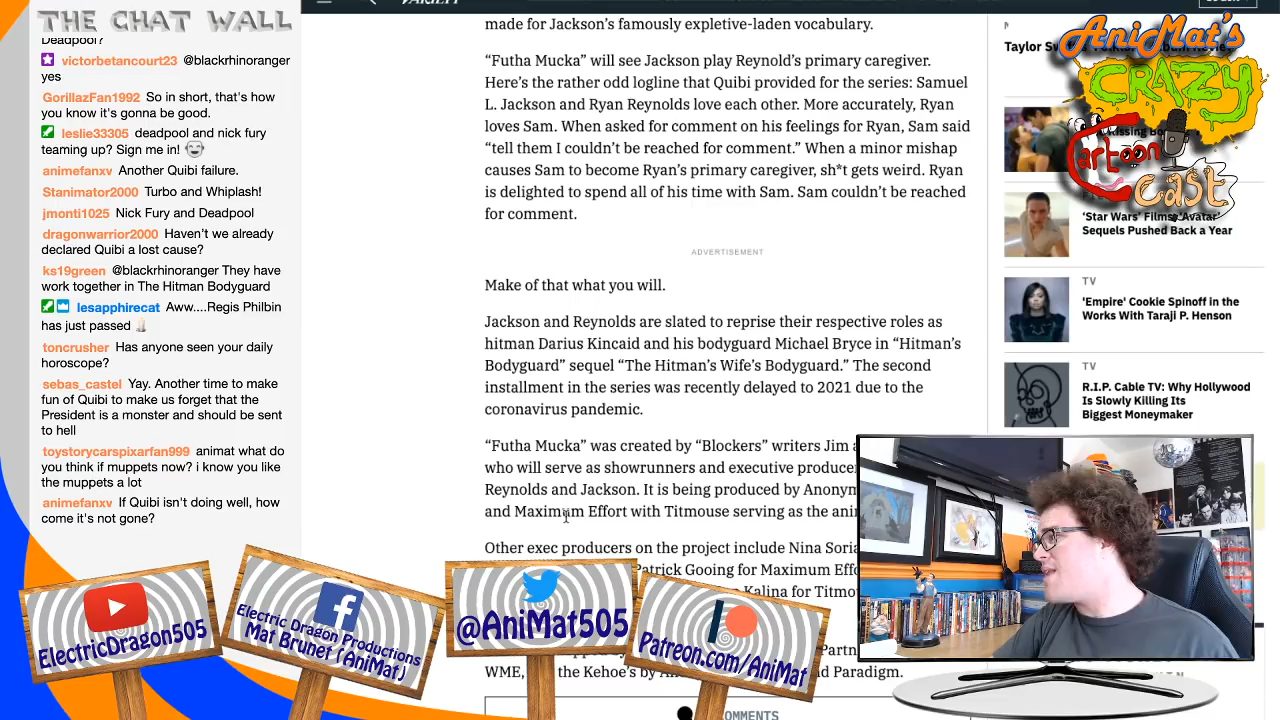 THE CHAT WALL
Deadpool?
victorbetancourt23 @blackrhinoranger
yes
GorillazFan1992 So in short, that's how
you know it's gonna be good.
leslie33305 deadpool and nick fury
teaming up? Sign me in!
animefanxv Another Quibi failure.
Stanimator2000 Turbo and Whiplash!
jmonti1025 Nick Fury and Deadpool
dragonwarrior2000 Haven't we already
declared Quibi a lost cause?
ks19green @blackrhinoranger They have
work together in The Hitman Bodyguard
lesapphirecat Aww....Regis Philbin
has just passed
toncrusher Has anyone seen your daily
horoscope?
sebas_castel Yay. Another time to make
fun of Quibi to make us forget that the
President is a monster and should be sent
to hell
toystorycarspixarfan999 animat what do
you think if muppets now? i know you like
the muppets a lot
animefanxv If Quibi isn't doing well, how
come it's not gone?
made for Jackson's famously expletive-laden vocabulary.
“Futha Mucka” will see Jackson play Reynold's primary caregiver.
Here's the rather odd logline that Quibi provided for the series: Samuel
L. Jackson and Ryan Reynolds love each other. More accurately, Ryan
loves Sam. When asked for comment on his feelings for Ryan, Sam said
“tell them I couldn't be reached for comment.” When a minor mishap
causes Sam to become Ryan's primary caregiver, sh*t gets weird. Ryan
is delighted to spend all of his time with Sam. Sam couldn't be reached
for comment.
ADVERTISEMENT
Make of that what you will.
Jackson and Reynolds are slated to reprise their respective roles as
hitman Darius Kincaid and his bodyguard Michael Bryce in “Hitman's
Bodyguard” sequel “The Hitman's Wife's Bodyguard.” The second
installment in the series was recently delayed to 2021 due to the
coronavirus pandemic.
“Futha Mucka” was created by “Blockers” writers Jim
who will serve as showrunners and executive
Reynolds and Jackson. It is being produced by
and Maximum Effort with Titmouse serving as the
Other exec producers on the project include Nina
Patrick Gooing for Maximum
Kalina for
WME, the Kehoe's by Paradigm.
AniMat's
CRAZY
Cartoon
Cast
Taylor
‘Star Wars’ Films, ‘Avatar’
Sequels Pushed Back a Year
TV
'Empire' Cookie Spinoff in the
Works With Taraji P. Henson
TV
R.I.P. Cable TV: Why Hollywood
Is Slowly Killing Its
Biggest Moneymaker
ElectricDragon505
Electric Dragon Productions
Mat Brunet (AniMat)
@AniMat505
Patreon.com/AniMat